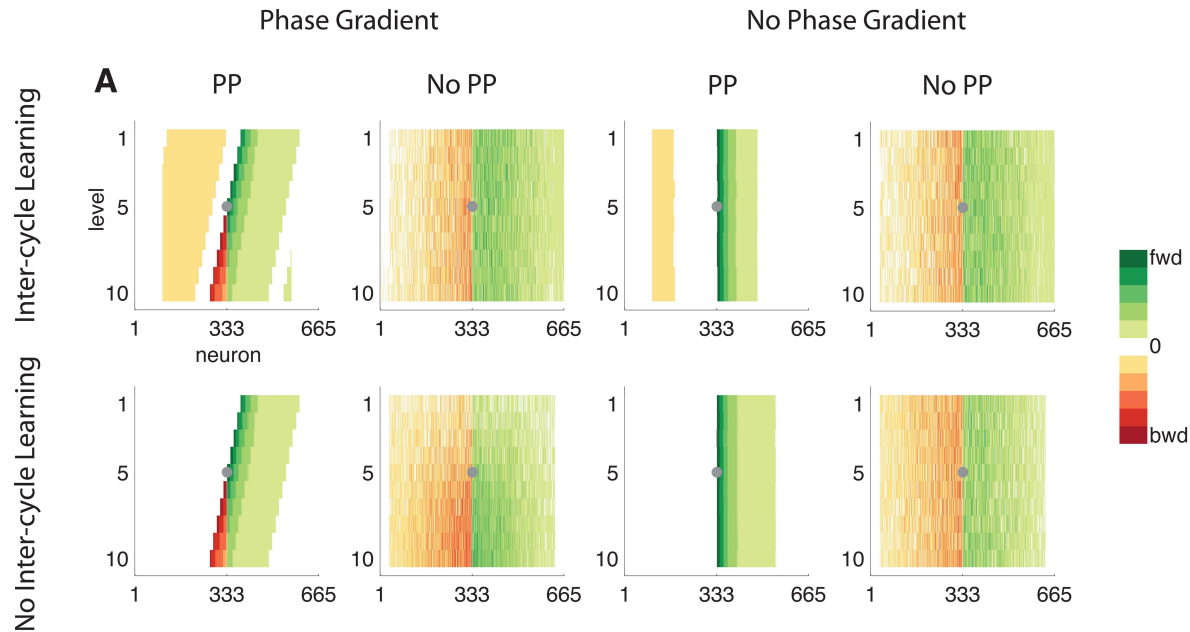 Phase Gradient No Phase Gradient
A PP No PP PP No PP
Inter-cycle Learning
level
1 1 1 1
5 5 5 5
10 10 10 10
1 333 665 1 333 665 1 333 665 1 333 665
neuron
fwd
0
bwd
No Inter-cycle Learning
1 1 1 1
5 5 5 5
10 10 10 10
1 333 665 1 333 665 1 333 665 1 333 665